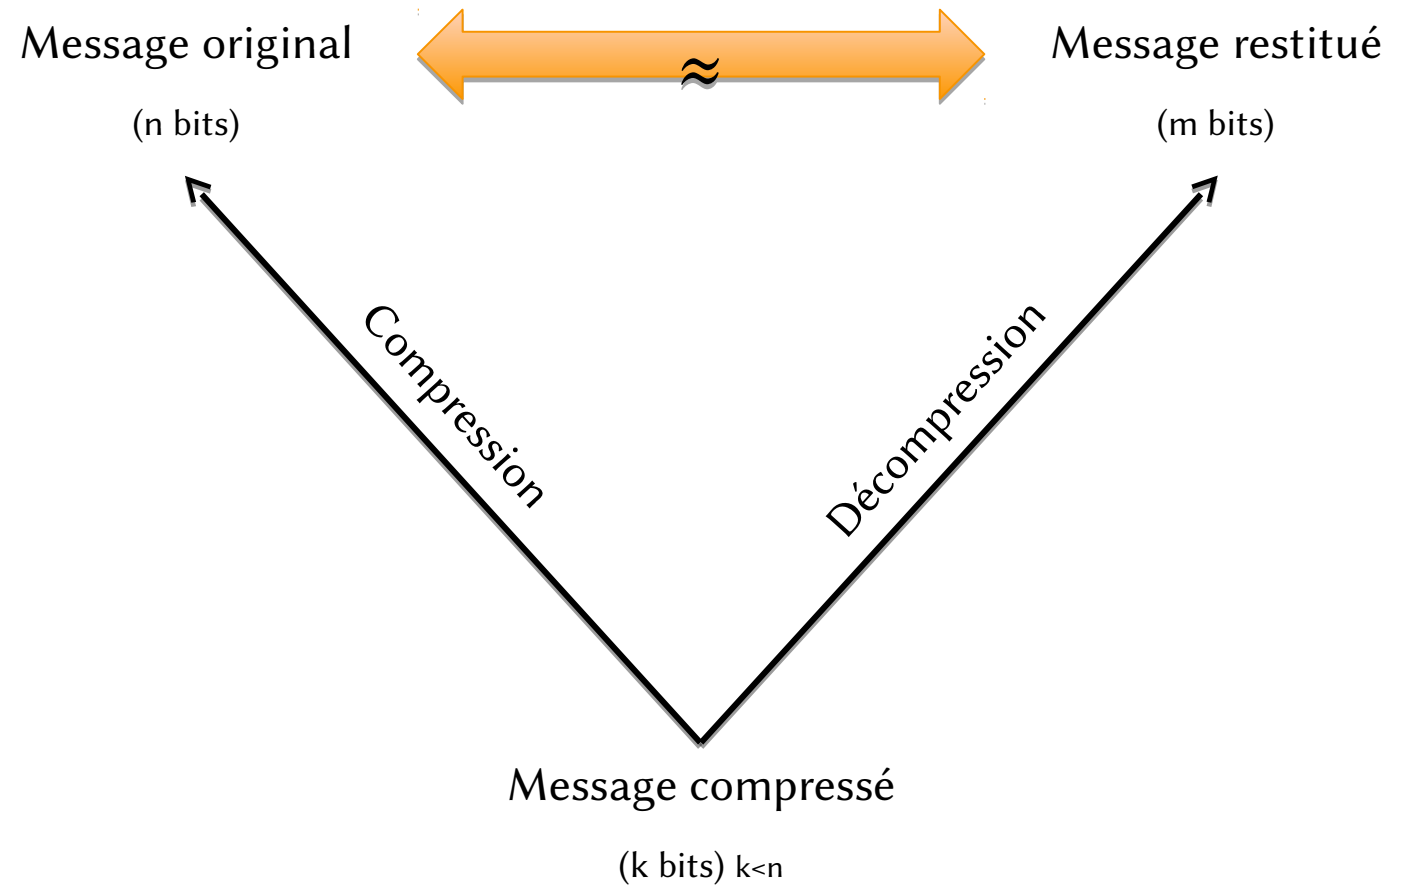 Message original
Message restitué
≈
(n bits)
(m bits)
Compression
Décompression
Message compressé
(k bits) k<n